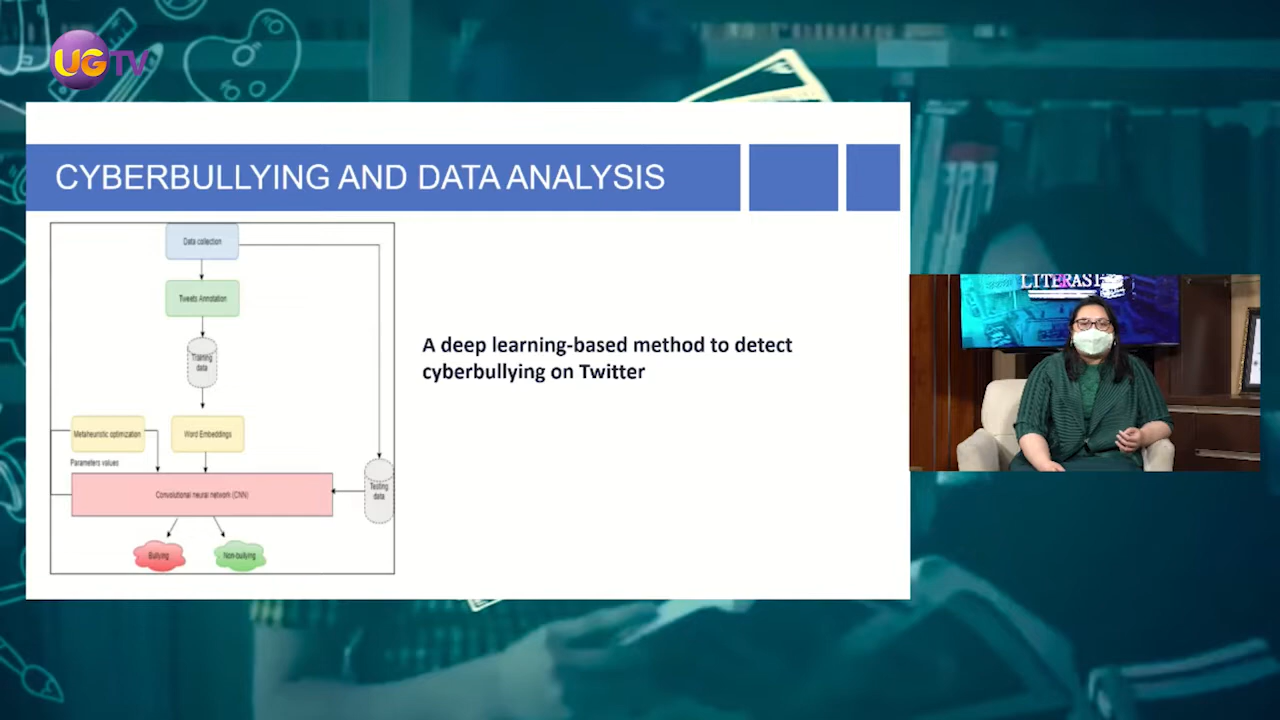 UGTV
CYBERBULLYING AND DATA ANALYSIS
Data collection
Tweets Annotation
Training
data
Metaheuristic optimization
Word Embeddings
Parameters values
Convolutional neural network (CNN)
Testing
data
Bullying
Non-bullying
A deep learning-based method to detect
cyberbullying on Twitter
LITERASI